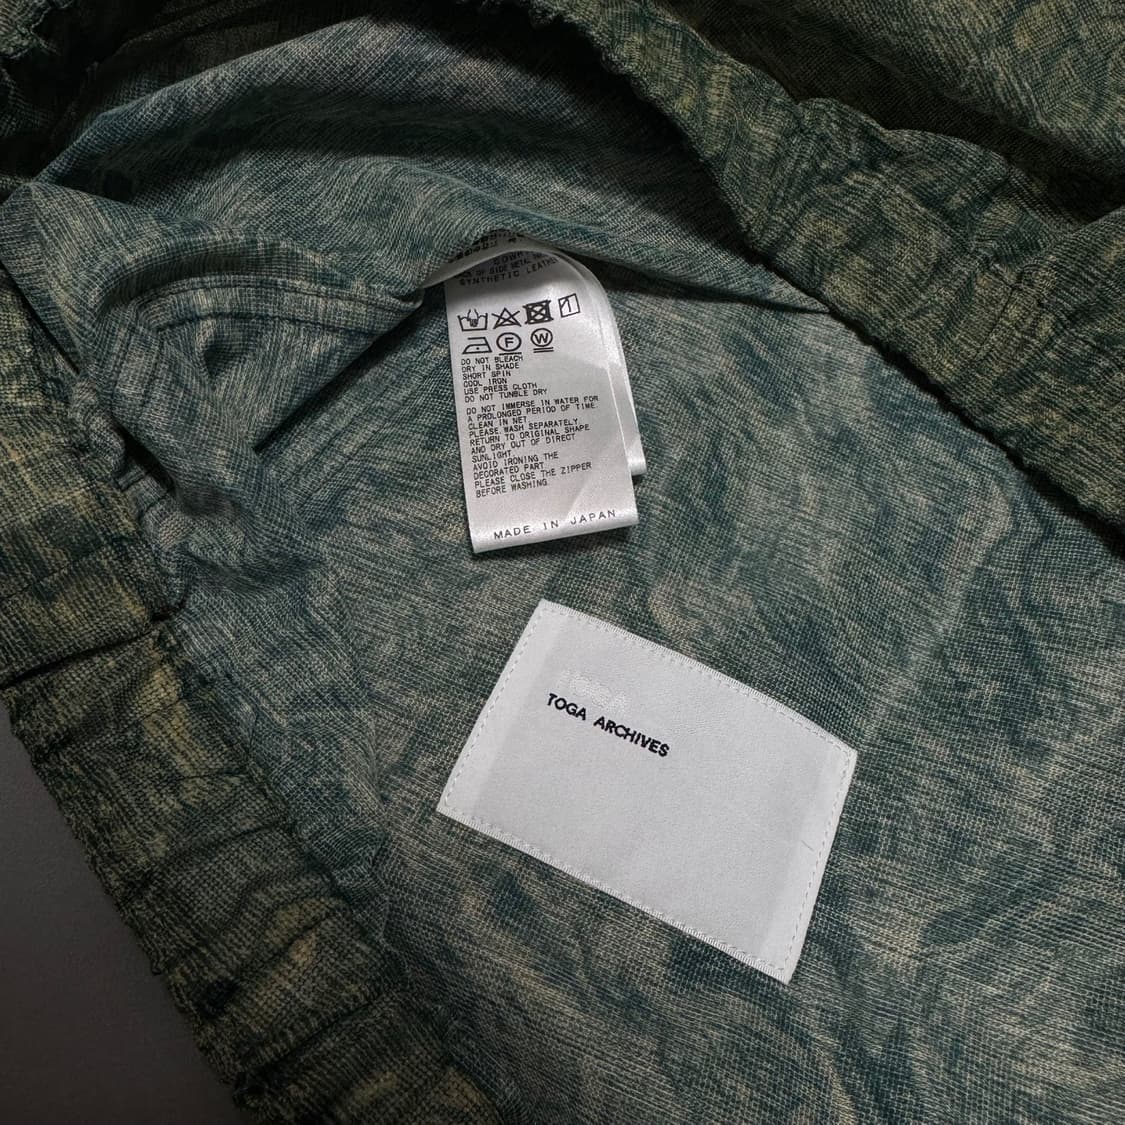 SYNTHETIC LEATHER
1
F
W
DO NOT BLEACH
DRY IN SHADE
SHORT SPIN
COOL IRON
USE PRESS CLOTH
DO NOT TUMBLE DRY
DO NOT IMMERSE IN WATER FOR
A PROLONGED PERIOD OF TIME.
CLEAN IN NET
PLEASE WASH SEPARATELY
RETURN TO ORIGINAL SHAPE
AND DRY OUT OF DIRECT
SUNLIGHT.
AVOID IRONING THE
DECORATED PART
PLEASE CLOSE THE ZIPPER
BEFORE WASHING.
MADE IN JAPAN
TOGA ARCHIVES